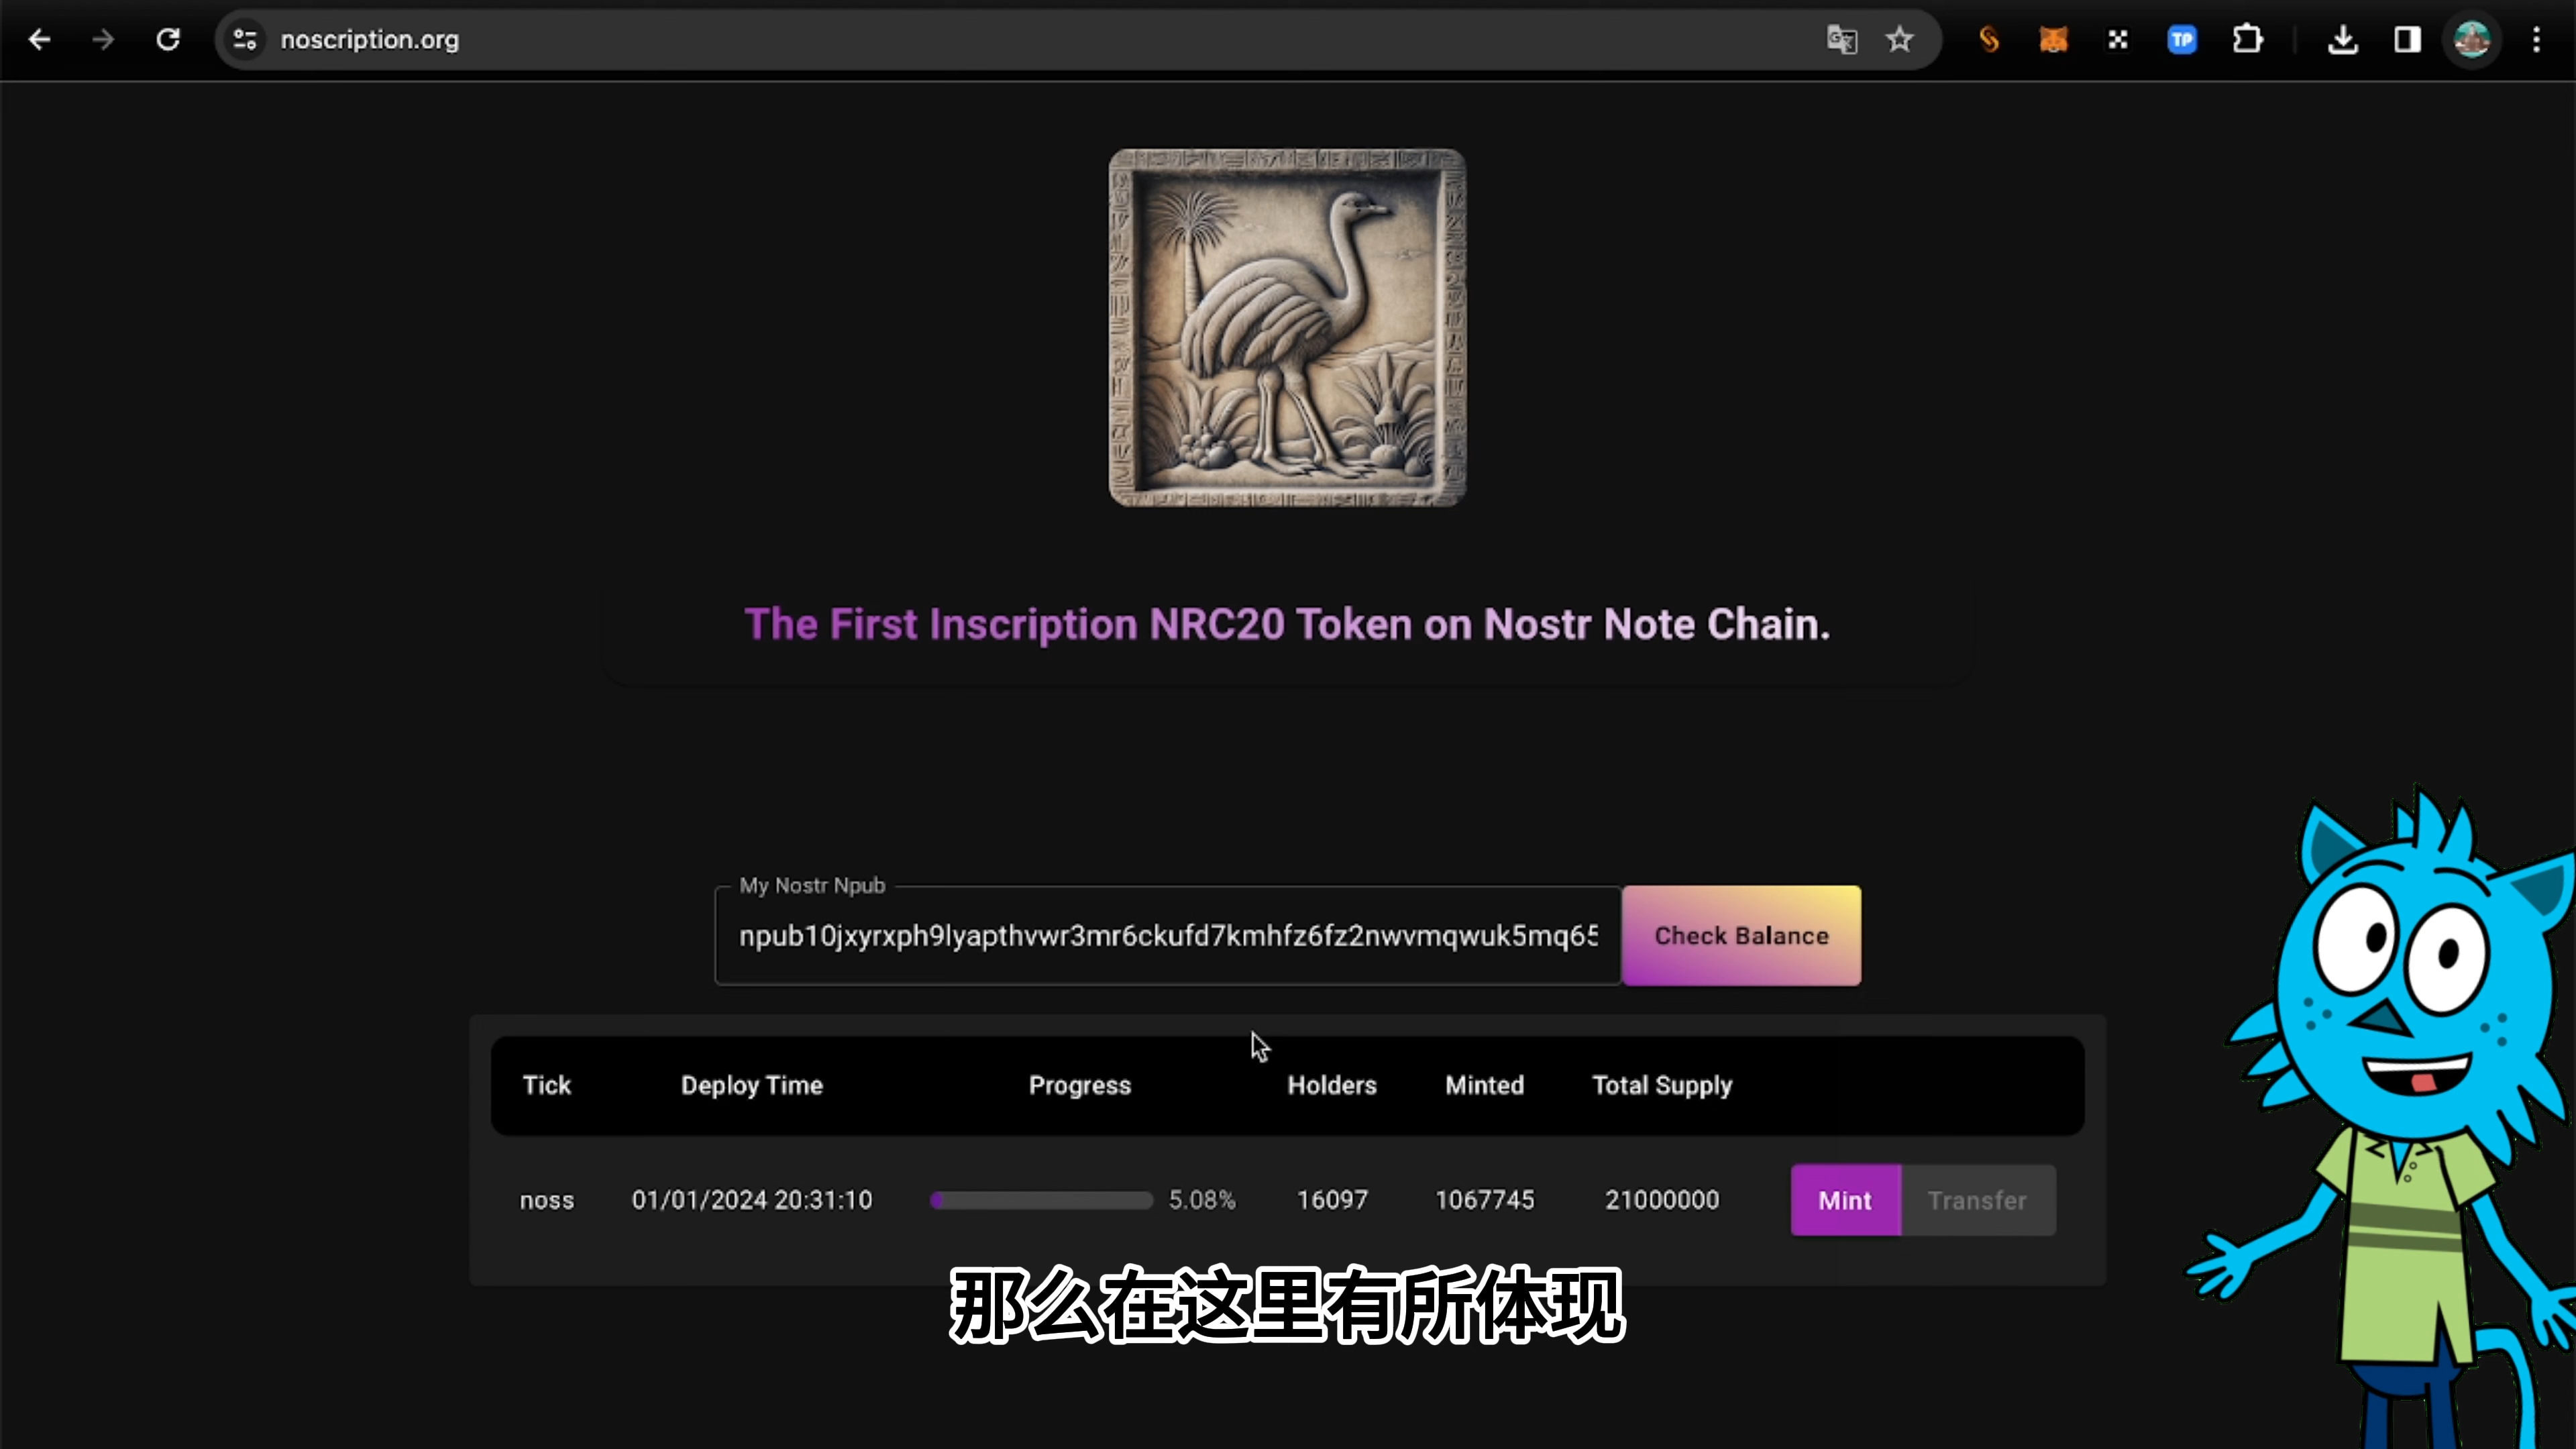 noscription.org
TP
The First Inscription NRC20 Token on Nostr Note Chain.
My Nostr Npub
npub10jxyrxph9lyapthvwr3mr6ckufd7kmhfz6fz2nwvmqwuk5mq65
Check Balance
Tick Deploy Time Progress Holders Minted Total Supply
noss 01/01/2024 20:31:10 5.08% 16097 1067745 21000000 Mint Transfer
那么在这里有所体现